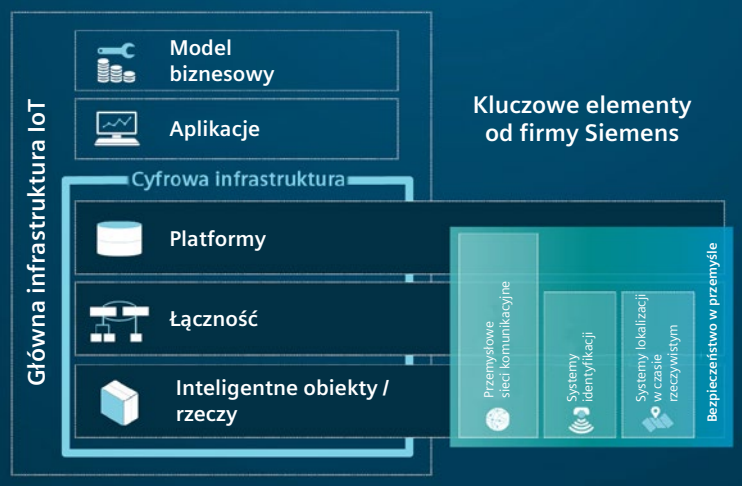 Główna infrastruktura IoT
Model
biznesowy
Aplikacje
Cyfrowa infrastruktura
Platformy
Łączność
Inteligentne obiekty /
rzeczy
Kluczowe elementy
od firmy Siemens
Przemysłowe
sieci komunikacyjne
Systemy
identyfikacji
Systemy lokalizacji
w czasie
rzeczywistym
Bezpieczeństwo w przemyśle